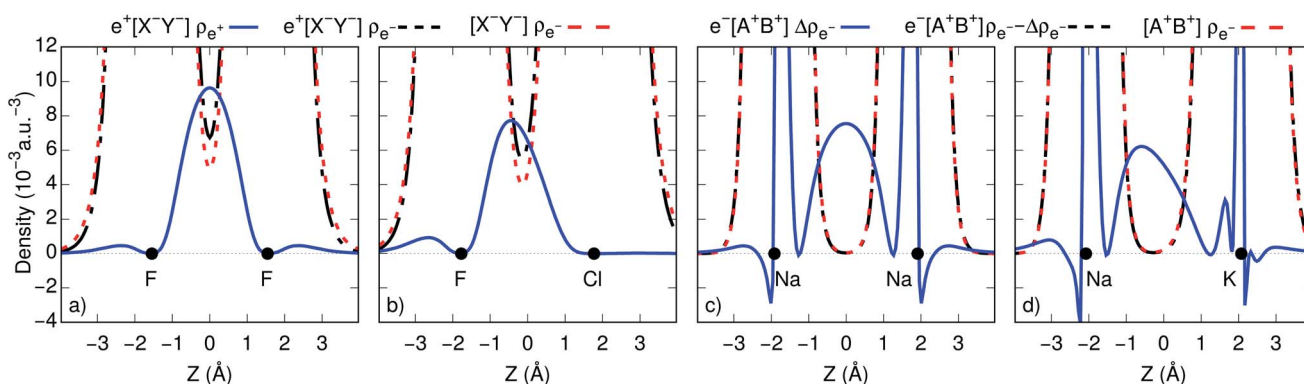 e⁺[X⁻Y⁻] ρₑ₊ e⁺[X⁻Y⁻] ρₑ₋ [X⁻Y⁻] ρₑ₋ e⁻[A⁺B⁺] Δρₑ₋ e⁻[A⁺B⁺]ρₑ₋−Δρₑ₋ [A⁺B⁺] ρₑ₋
Density (10⁻³a.u.⁻³)
12
10
8
6
4
2
0
−2
−4
F F F Cl Na Na Na K
a) b) c) d)
−3 −2 −1 0 1 2 3 −3 −2 −1 0 1 2 3 −3 −2 −1 0 1 2 3 −3 −2 −1 0 1 2 3
Z (Å) Z (Å) Z (Å) Z (Å)